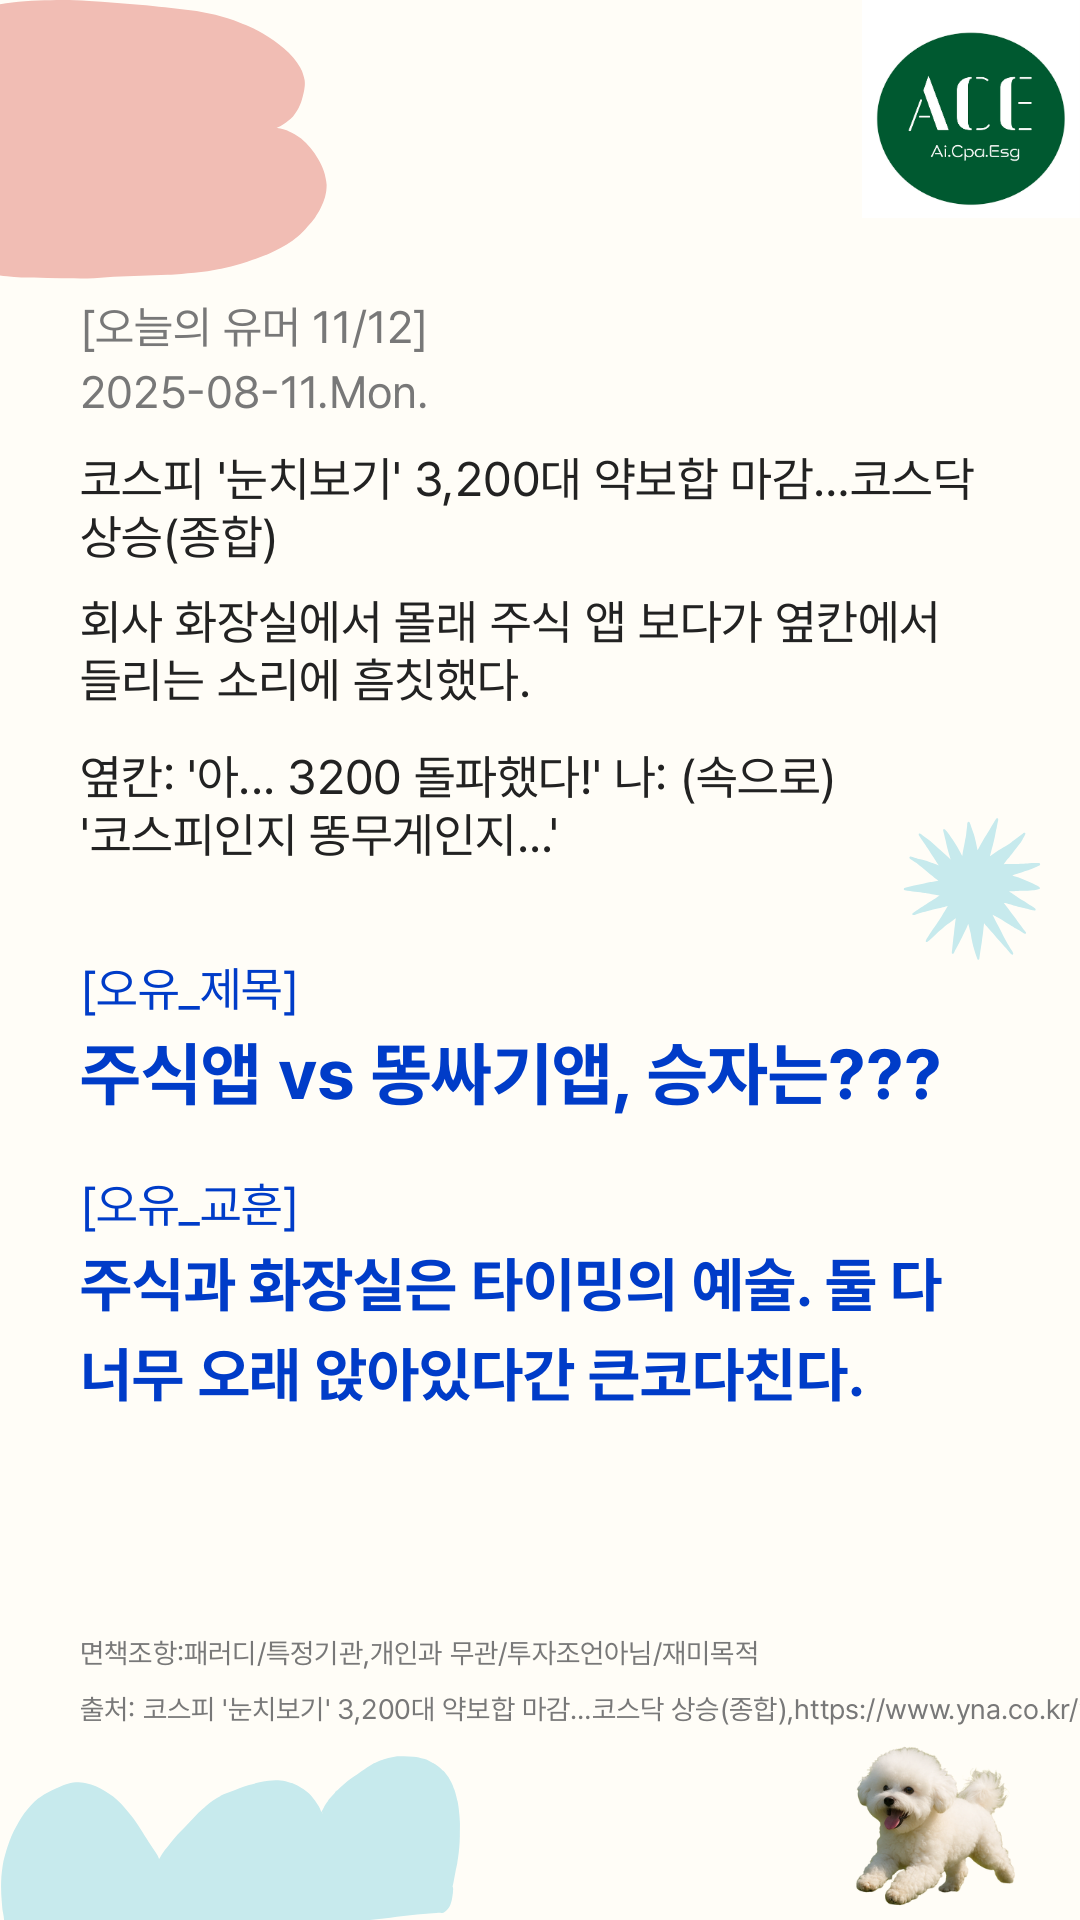 ACE
Ai.Cpa.Esg
[오늘의 유머 11/12]
2025-08-11.Mon.
코스피 '눈치보기' 3,200대 약보합 마감...코스닥
상승(종합)
회사 화장실에서 몰래 주식 앱 보다가 옆칸에서
들리는 소리에 흠칫했다.
옆칸: '아... 3200 돌파했다!' 나: (속으로)
'코스피인지 똥무게인지...'
[오유_제목]
주식앱 vs 똥싸기앱, 승자는???
[오유_교훈]
주식과 화장실은 타이밍의 예술. 둘 다
너무 오래 앉아있다간 큰코다친다.
면책조항:패러디/특정기관,개인과 무관/투자조언아님/재미목적
출처: 코스피 '눈치보기' 3,200대 약보합 마감...코스닥 상승(종합),https://www.yna.co.kr/